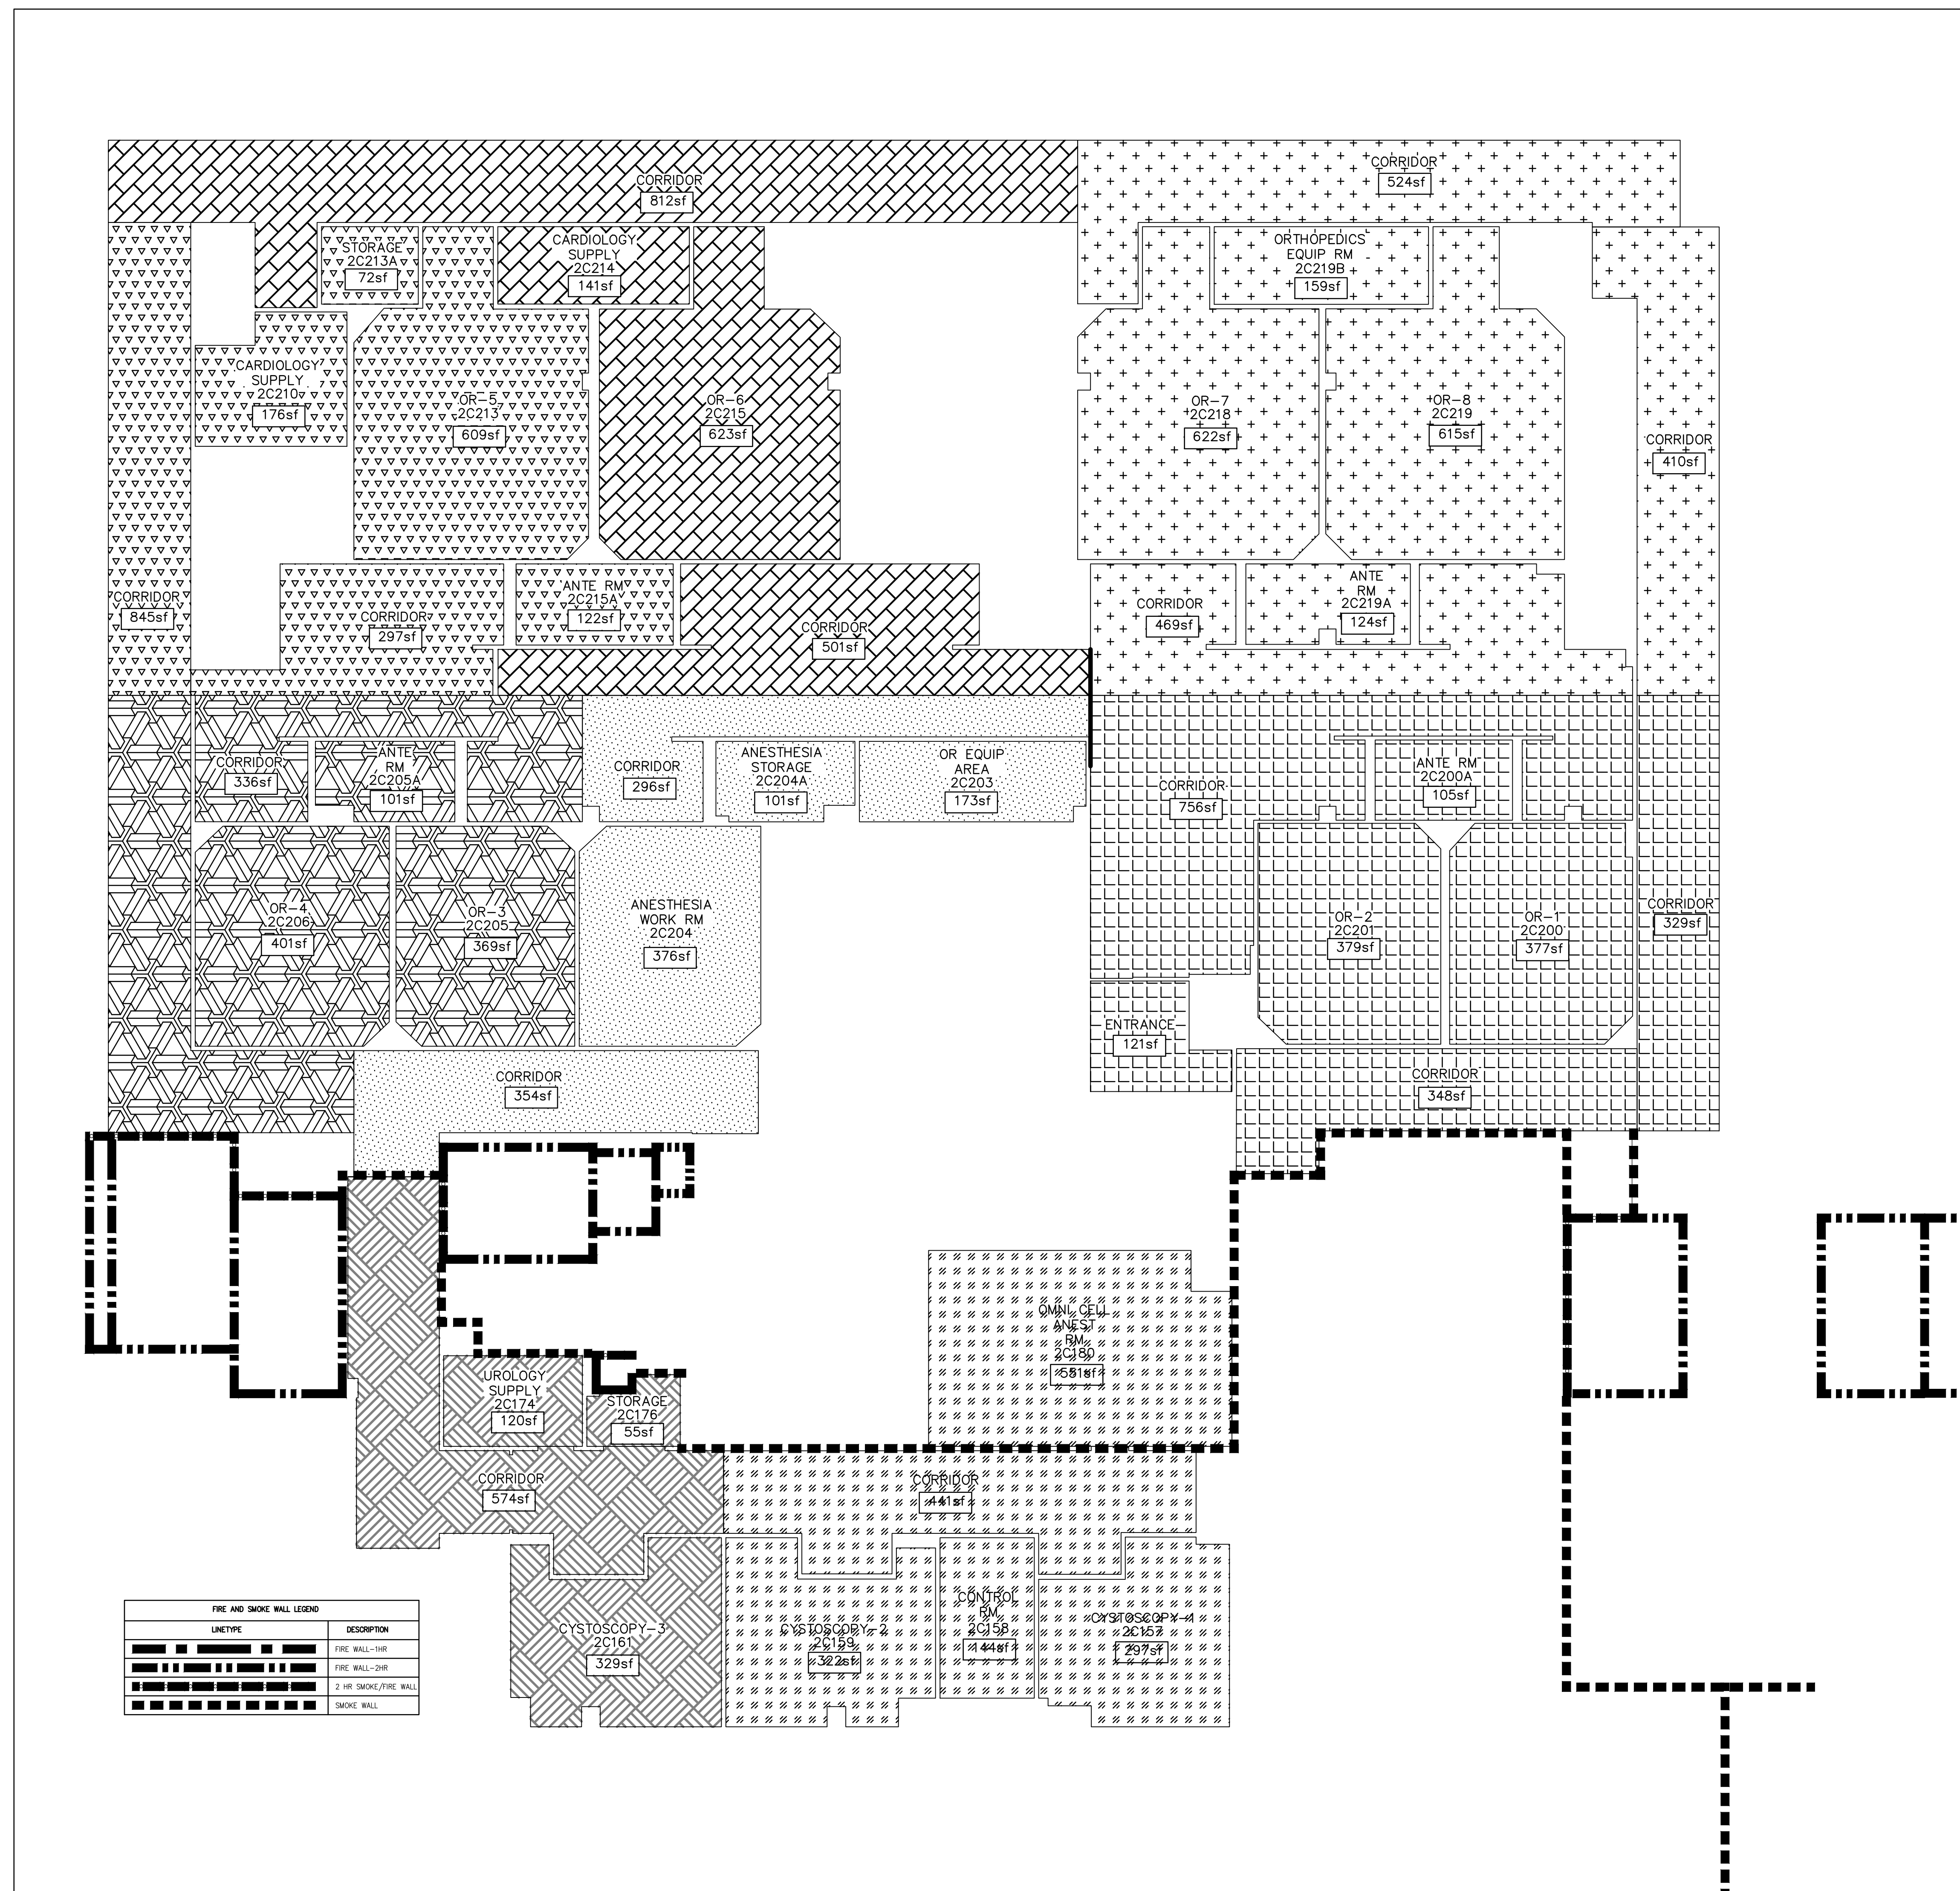 CORRIDOR
812sf
CORRIDOR
524sf
STORAGE
2C213A
72sf
CARDIOLOGY
SUPPLY
2C214
141sf
ORTHOPEDICS
EQUIP RM
2C219B
159sf
CARDIOLOGY
SUPPLY
2C210
176sf
OR-5
2C213
609sf
OR-6
2C215
623sf
OR-7
2C218
622sf
OR-8
2C219
615sf
CORRIDOR
410sf
CORRIDOR
845sf
CORRIDOR
297sf
ANTE RM
2C215A
122sf
CORRIDOR
501sf
CORRIDOR
469sf
ANTE
RM
2C219A
124sf
CORRIDOR
336sf
ANTE
RM
2C205A
101sf
CORRIDOR
296sf
ANESTHESIA
STORAGE
2C204A
101sf
OR EQUIP
AREA
2C203
173sf
CORRIDOR
756sf
ANTE RM
2C200A
105sf
OR-4
2C206
401sf
OR-3
2C205
369sf
ANESTHESIA
WORK RM
2C204
376sf
OR-2
2C201
379sf
OR-1
2C200
377sf
CORRIDOR
329sf
ENTRANCE
121sf
CORRIDOR
354sf
CORRIDOR
348sf
OMNI CELL
ANEST
RM
2C180
551sf
UROLOGY
SUPPLY
2C174
120sf
STORAGE
2C176
55sf
CORRIDOR
574sf
CORRIDOR
441sf
CYSTOSCOPY-3
2C161
329sf
CYSTOSCOPY-2
2C159
322sf
CONTROL
RM
2C158
144sf
CYSTOSCOPY-1
2C157
297sf
FIRE AND SMOKE WALL LEGEND
LINETYPE DESCRIPTION
FIRE WALL-1HR
FIRE WALL-2HR
2 HR SMOKE/FIRE WALL
SMOKE WALL